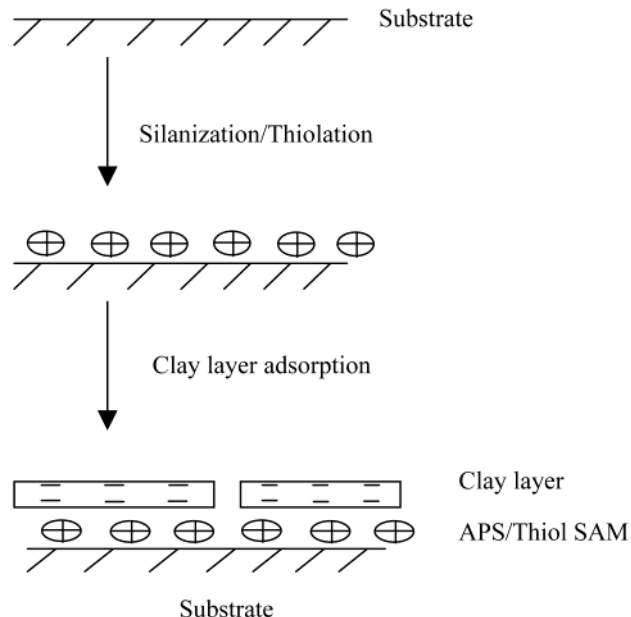 Substrate
Silanization/Thiolation
Clay layer adsorption
Clay layer
APS/Thiol SAM
Substrate